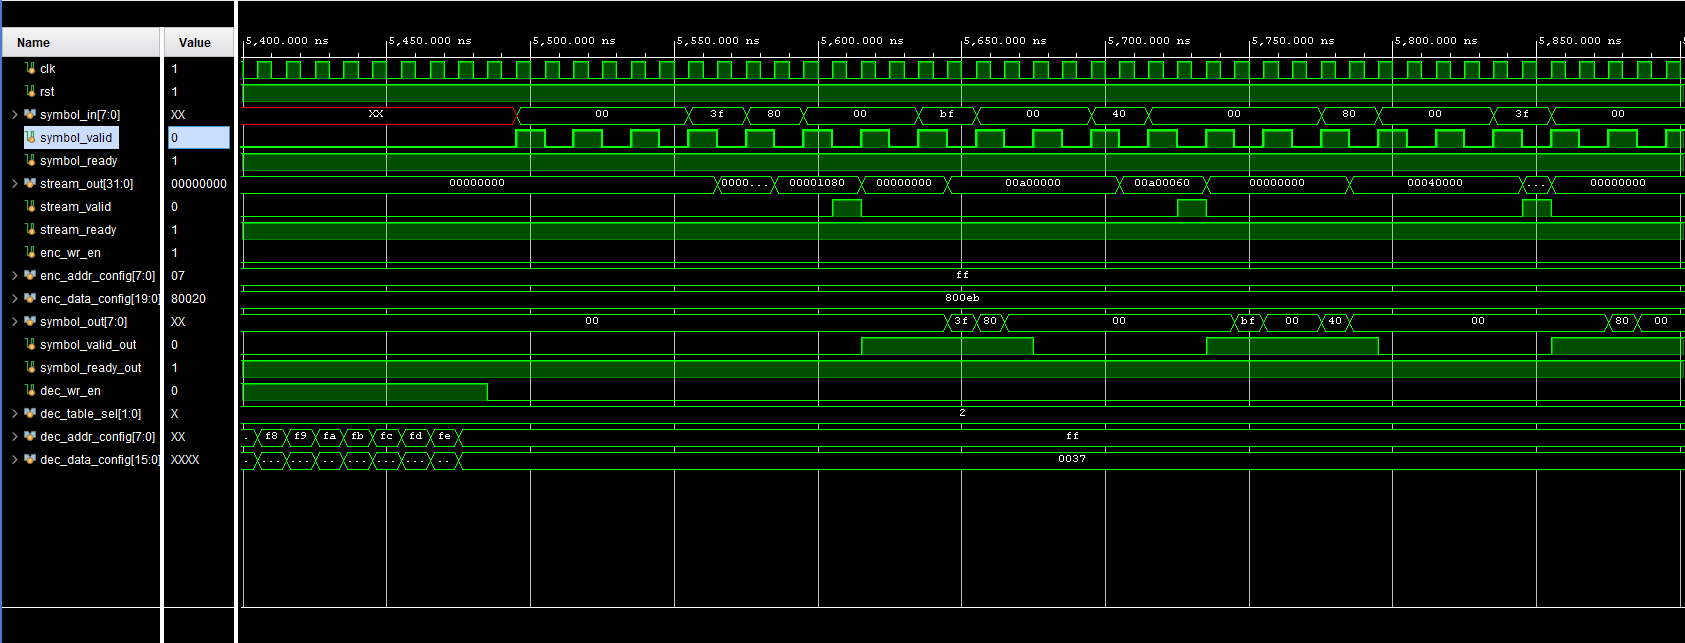 Name Value
5,400.000 ns 5,450.000 ns 5,500.000 ns 5,550.000 ns 5,600.000 ns 5,650.000 ns 5,700.000 ns 5,750.000 ns 5,800.000 ns 5,850.000 ns
clk 1
rst 1
symbol_in[7:0] XX XX 00 3f 80 00 bf 00 40 00 80 00 3f 00
symbol_valid 0
symbol_ready 1
stream_out[31:0] 00000000 00000000 0000... 00001080 00000000 00a00000 00a00060 00000000 00040000 ... 00000000
stream_valid 0
stream_ready 1
enc_wr_en 1
enc_addr_config[7:0] 07 ff
enc_data_config[19:0] 80020 800eb
symbol_out[7:0] XX 00 3f 80 00 bf 00 40 00 80 00
symbol_valid_out 0
symbol_ready_out 1
dec_wr_en 0
dec_table_sel[1:0] X 2
dec_addr_config[7:0] XX . f8 f9 fa fb fc fd fe ff
dec_data_config[15:0] XXXX . ... ... .. ... ... ... .. 0037